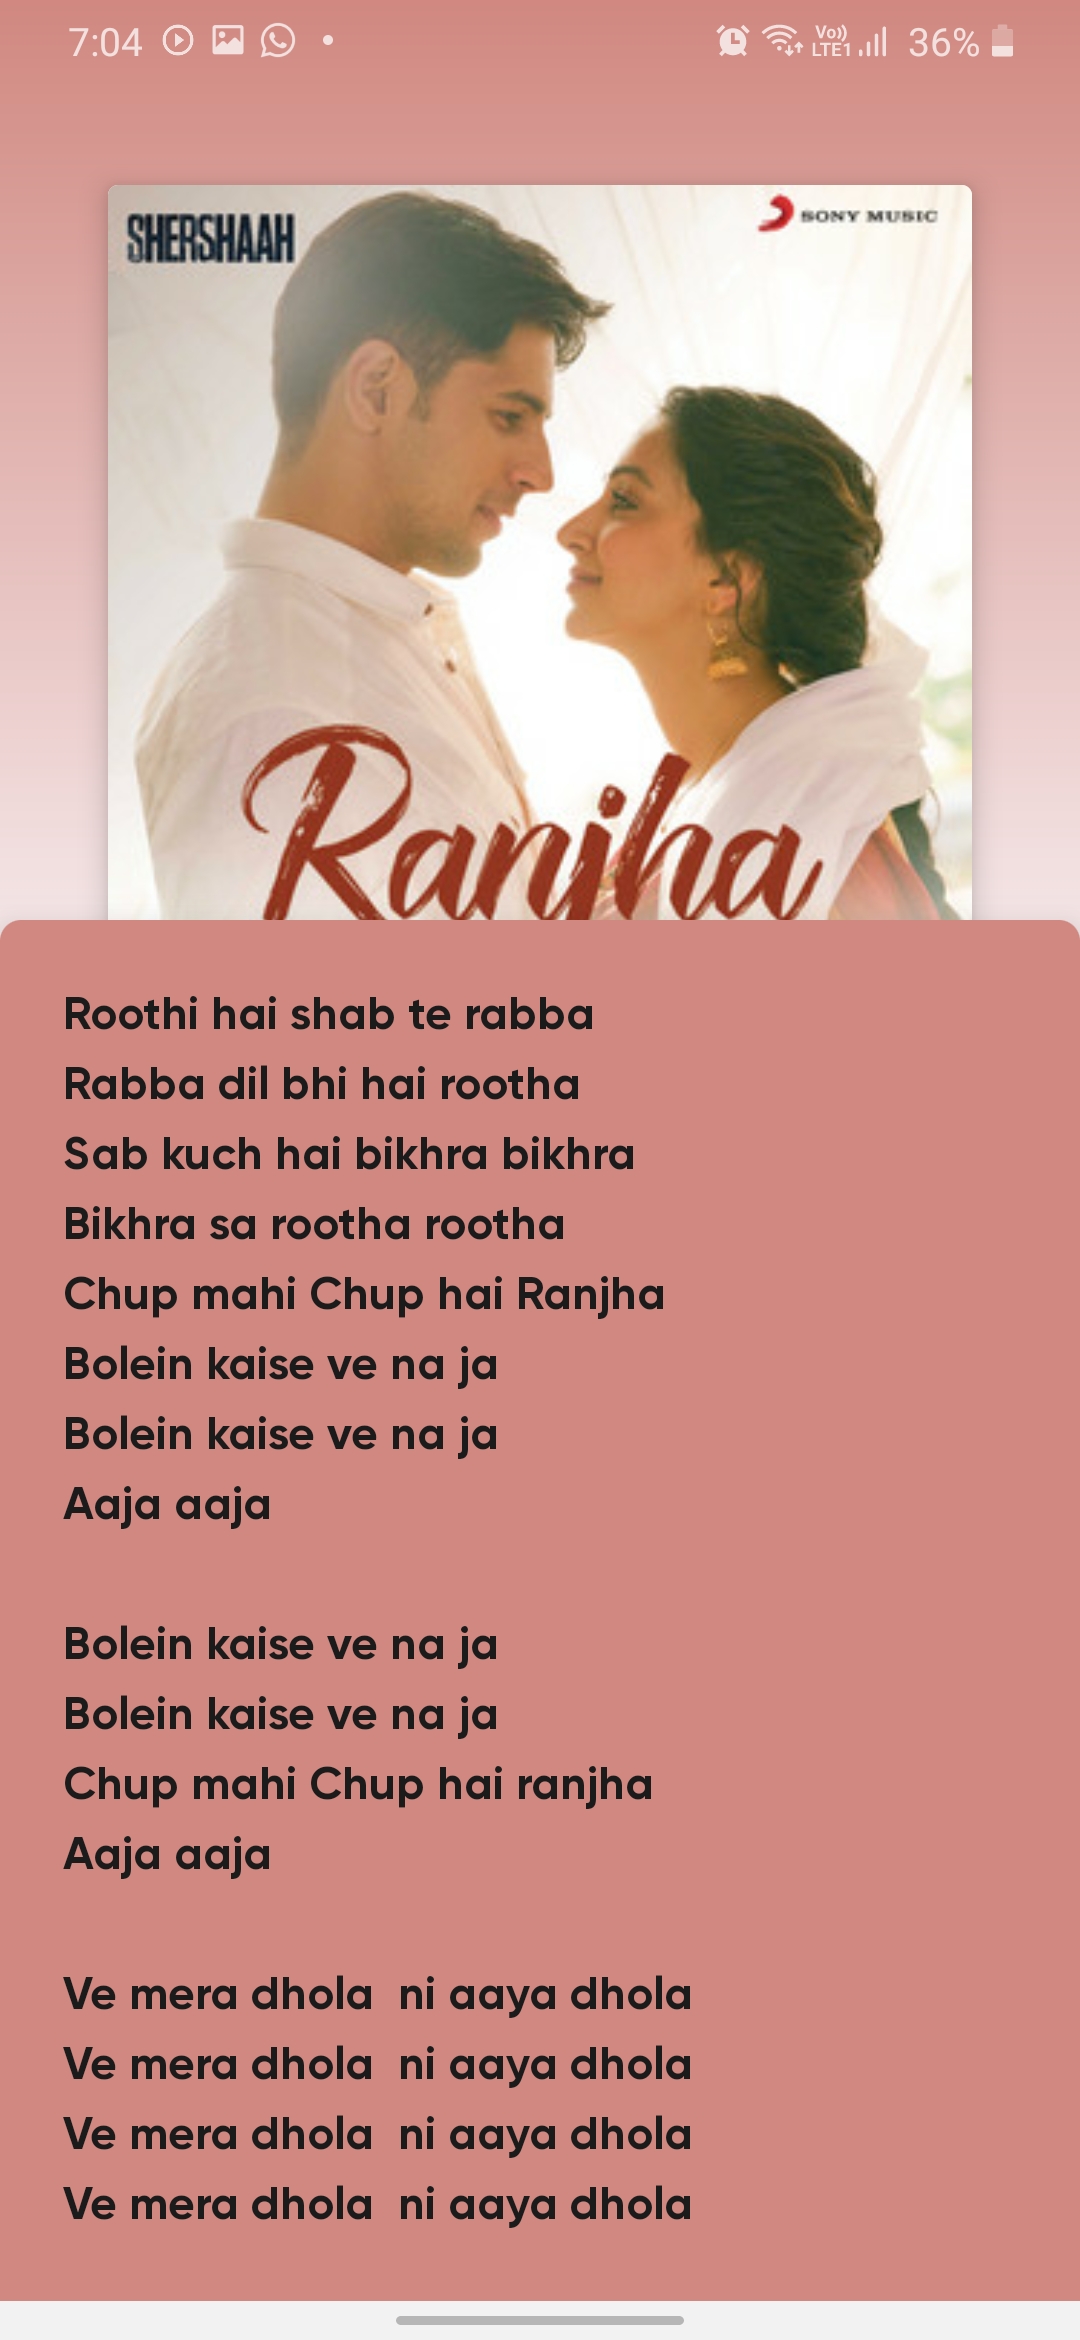 7:04
Vo)) LTE1 36%
SHERSHAAH
SONY MUSIC
Ranjha
Roothi hai shab te rabba
Rabba dil bhi hai rootha
Sab kuch hai bikhra bikhra
Bikhra sa rootha rootha
Chup mahi Chup hai Ranjha
Bolein kaise ve na ja
Bolein kaise ve na ja
Aaja aaja
Bolein kaise ve na ja
Bolein kaise ve na ja
Chup mahi Chup hai ranjha
Aaja aaja
Ve mera dhola  ni aaya dhola
Ve mera dhola  ni aaya dhola
Ve mera dhola  ni aaya dhola
Ve mera dhola  ni aaya dhola